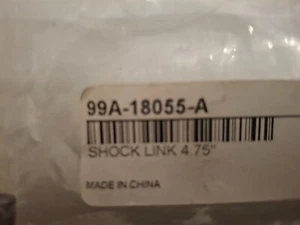 99A-18055-A
SHOCK LINK 4.75"
MADE IN CHINA